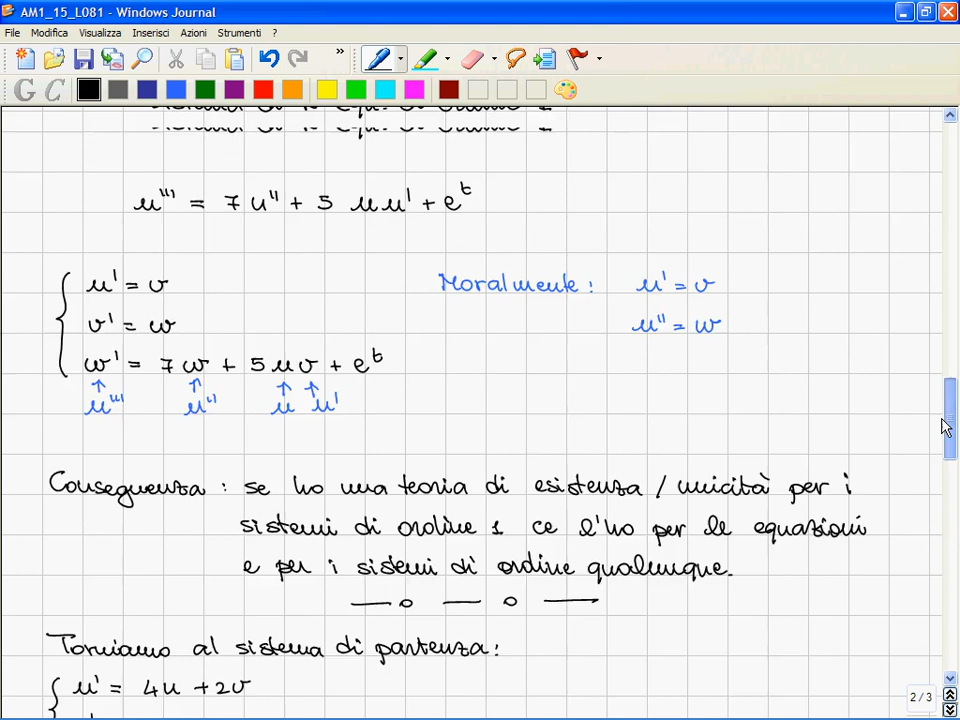 AM1_15_L081 - Windows Journal
File Modifica Visualizza Inserisci Azioni Strumenti ?
»
G C
u''' = 7u'' + 5 uu' + e^t
u' = v Moralmente: u' = v
v' = w u'' = w
w' = 7w + 5uv + e^t
↑ ↑ ↑ ↑
u''' u'' u u'
Conseguenza : se ho una teoria di esistenza / unicità per i
sistemi di ordine 1 ce l'ho per le equazioni
e per i sistemi di ordine qualunque.
Torniamo al sistema di partenza:
u' = 4u + 2v
2 / 3